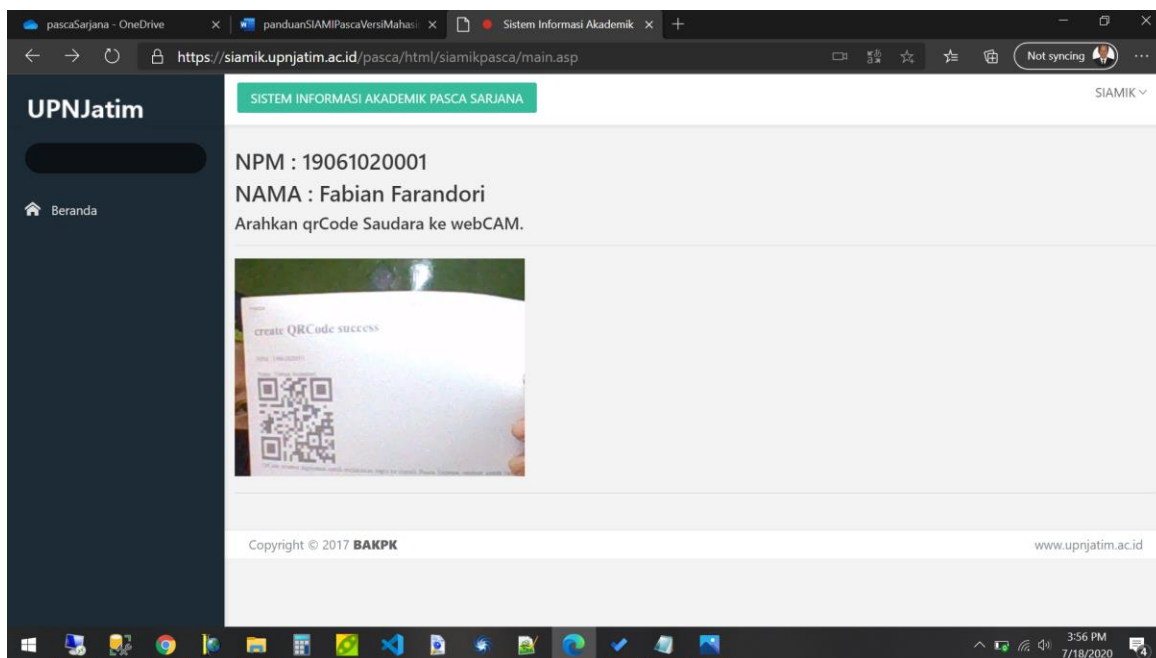 pascaSarjana - OneDrive
panduanSIAMIPascaVersiMahasi
Sistem Informasi Akademik
https://siamik.upnjatim.ac.id/pasca/html/siamikpasca/main.asp
Not syncing
UPNJatim
SISTEM INFORMASI AKADEMIK PASCA SARJANA
SIAMIK
Beranda
NPM : 19061020001
NAMA : Fabian Farandori
Arahkan qrCode Saudara ke webCAM.
create QRCode success
Copyright © 2017 BAKPK
www.upnjatim.ac.id
3:56 PM
7/18/2020
4